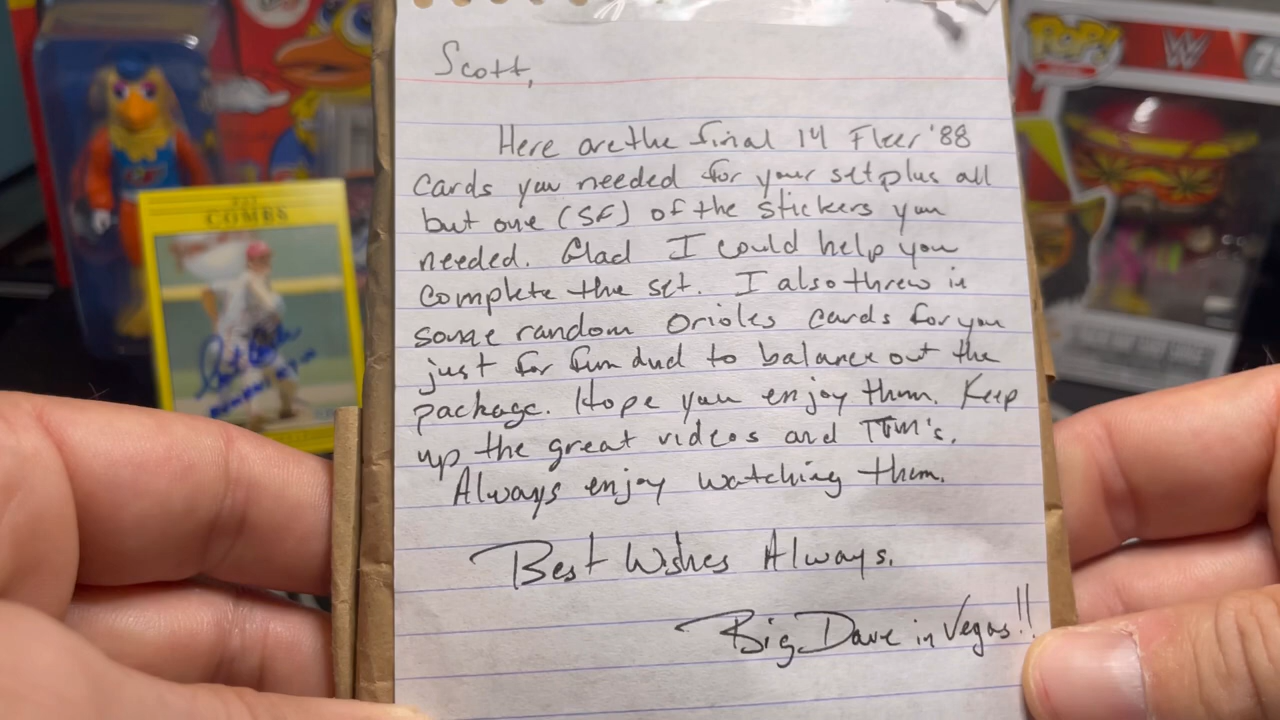 Scott,
Here are the final 14 Fleer '88
cards you needed for your set plus all
but one (SF) of the stickers you
needed. Glad I could help you
complete the set. I also threw in
some random Orioles cards for you
just for fun and to balance out the
package. Hope you enjoy them. Keep
up the great videos and TTM's.
Always enjoy watching them.
Best Wishes Always.
Big Dave in Vegas!!
COMBS
POP!
W